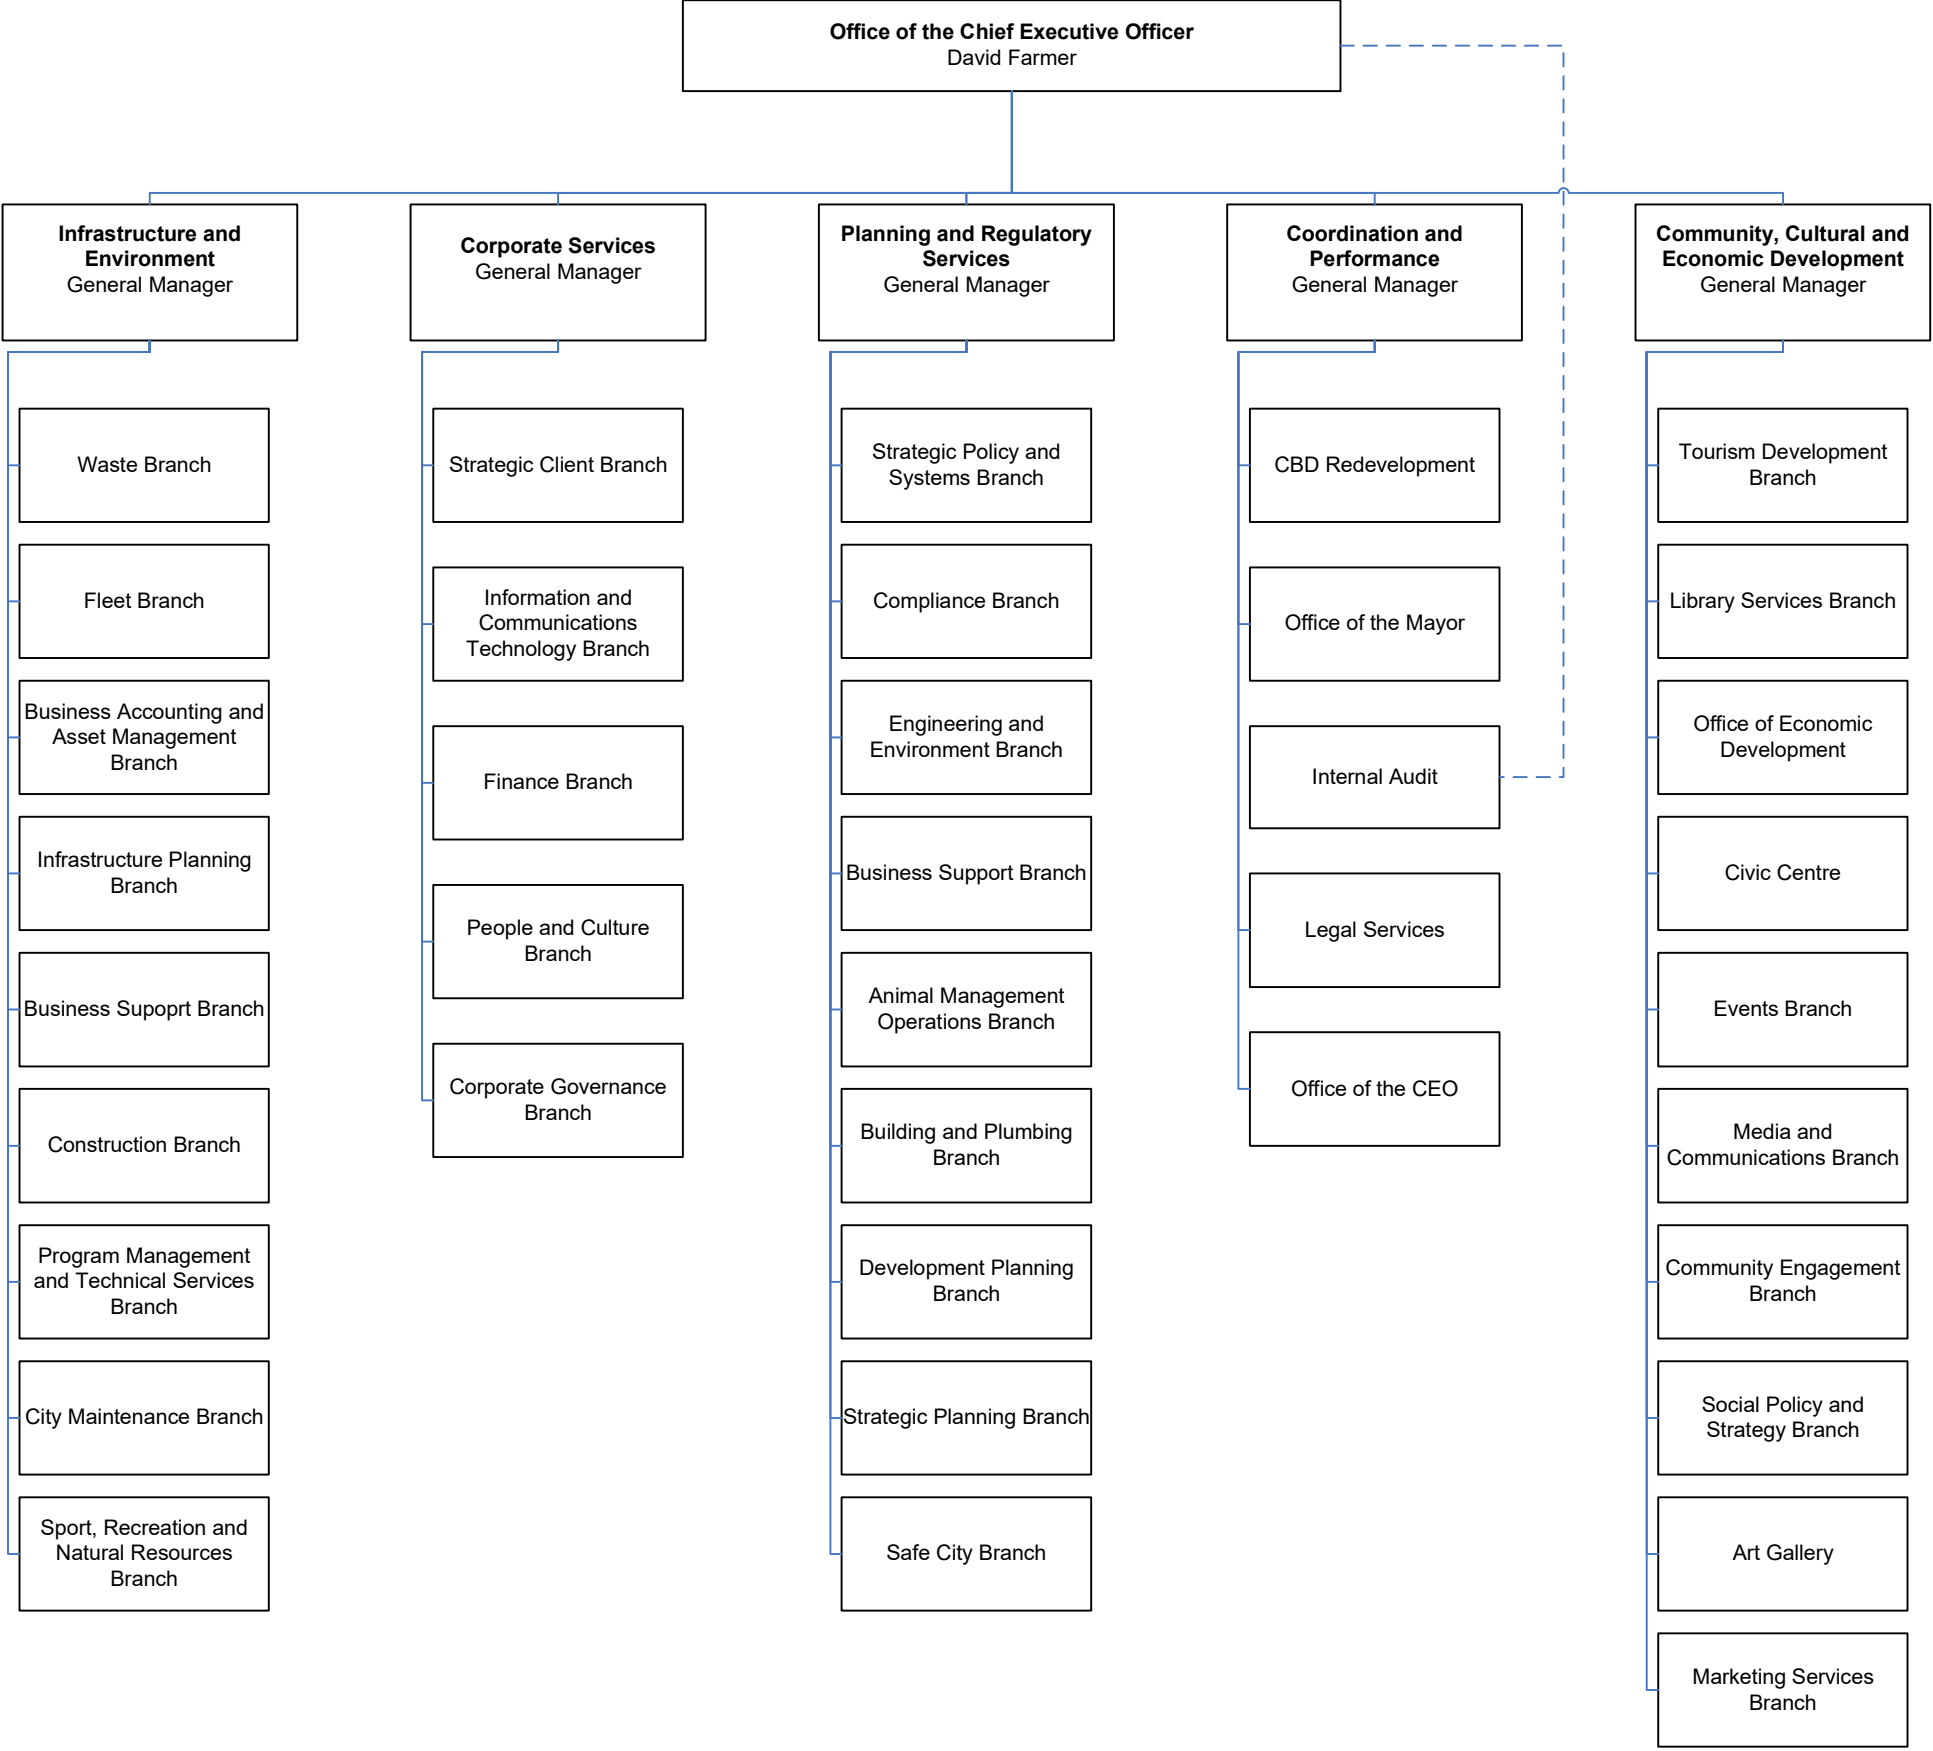 Office of the Chief Executive Officer
David Farmer
Infrastructure and
Environment
General Manager
Corporate Services
General Manager
Planning and Regulatory
Services
General Manager
Coordination and
Performance
General Manager
Community, Cultural and
Economic Development
General Manager
Waste Branch
Fleet Branch
Business Accounting and
Asset Management
Branch
Infrastructure Planning
Branch
Business Supoprt Branch
Construction Branch
Program Management
and Technical Services
Branch
City Maintenance Branch
Sport, Recreation and
Natural Resources
Branch
Strategic Client Branch
Information and
Communications
Technology Branch
Finance Branch
People and Culture
Branch
Corporate Governance
Branch
Strategic Policy and
Systems Branch
Compliance Branch
Engineering and
Environment Branch
Business Support Branch
Animal Management
Operations Branch
Building and Plumbing
Branch
Development Planning
Branch
Strategic Planning Branch
Safe City Branch
CBD Redevelopment
Office of the Mayor
Internal Audit
Legal Services
Office of the CEO
Tourism Development
Branch
Library Services Branch
Office of Economic
Development
Civic Centre
Events Branch
Media and
Communications Branch
Community Engagement
Branch
Social Policy and
Strategy Branch
Art Gallery
Marketing Services
Branch